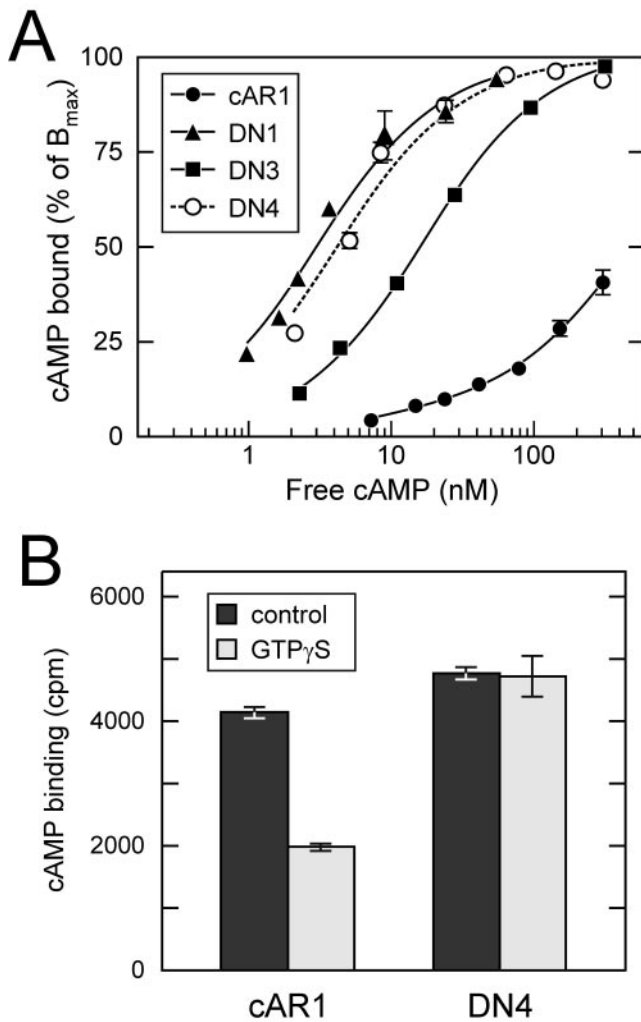 A
cAMP bound (% of Bmax)
100
75
50
25
0
cAR1
DN1
DN3
DN4
1 10 100
Free cAMP (nM)
B
cAMP binding (cpm)
6000
4000
2000
0
control
GTPγS
cAR1 DN4